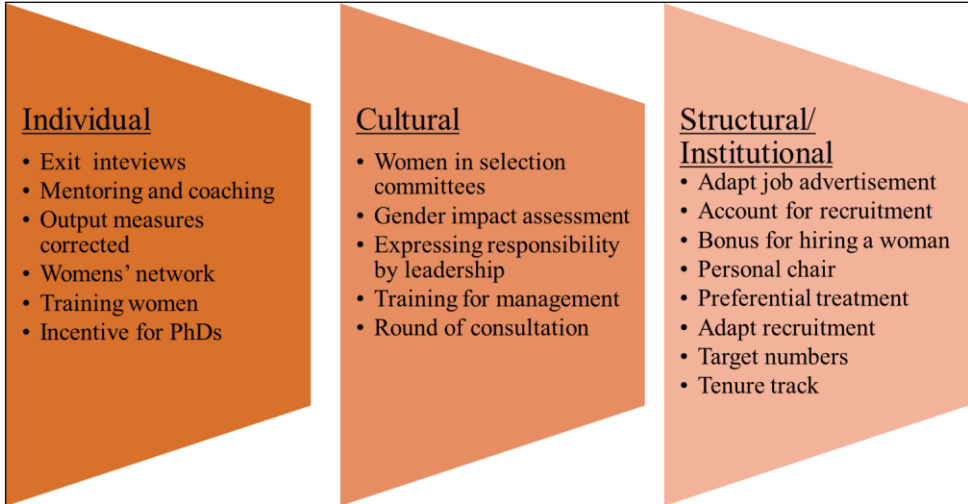 Individual
• Exit inteviews
• Mentoring and coaching
• Output measures
corrected
• Womens’ network
• Training women
• Incentive for PhDs
Cultural
• Women in selection
committees
• Gender impact assessment
• Expressing responsibility
by leadership
• Training for management
• Round of consultation
Structural/
Institutional
• Adapt job advertisement
• Account for recruitment
• Bonus for hiring a woman
• Personal chair
• Preferential treatment
• Adapt recruitment
• Target numbers
• Tenure track